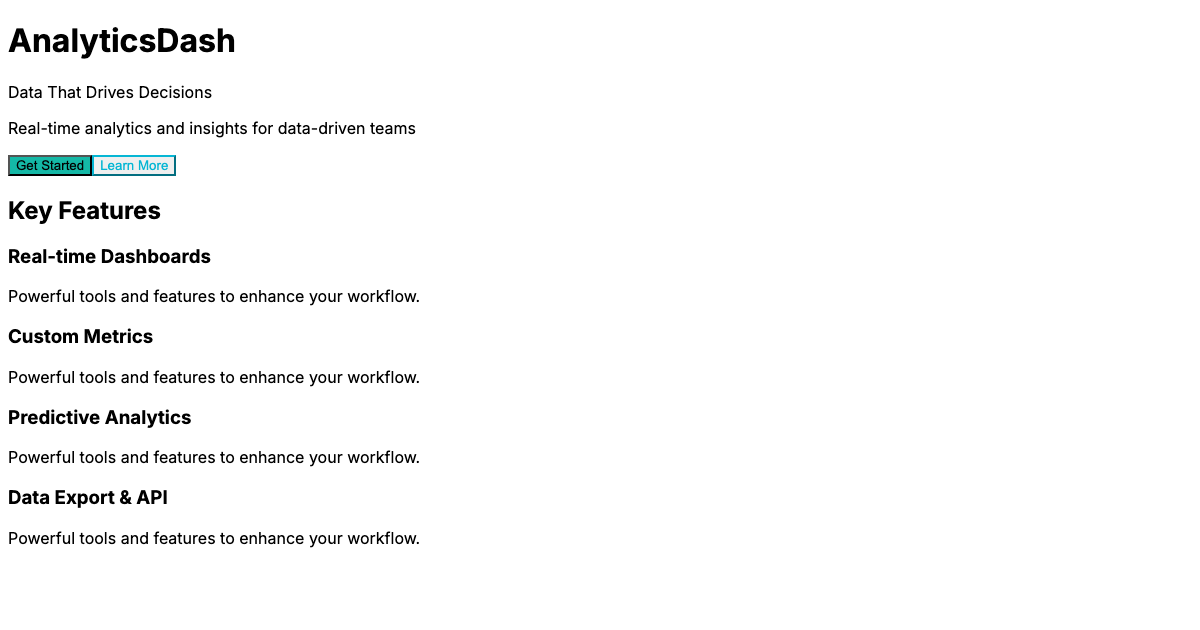 AnalyticsDash
Data That Drives Decisions
Real-time analytics and insights for data-driven teams
Get Started Learn More
Key Features
Real-time Dashboards
Powerful tools and features to enhance your workflow.
Custom Metrics
Powerful tools and features to enhance your workflow.
Predictive Analytics
Powerful tools and features to enhance your workflow.
Data Export & API
Powerful tools and features to enhance your workflow.